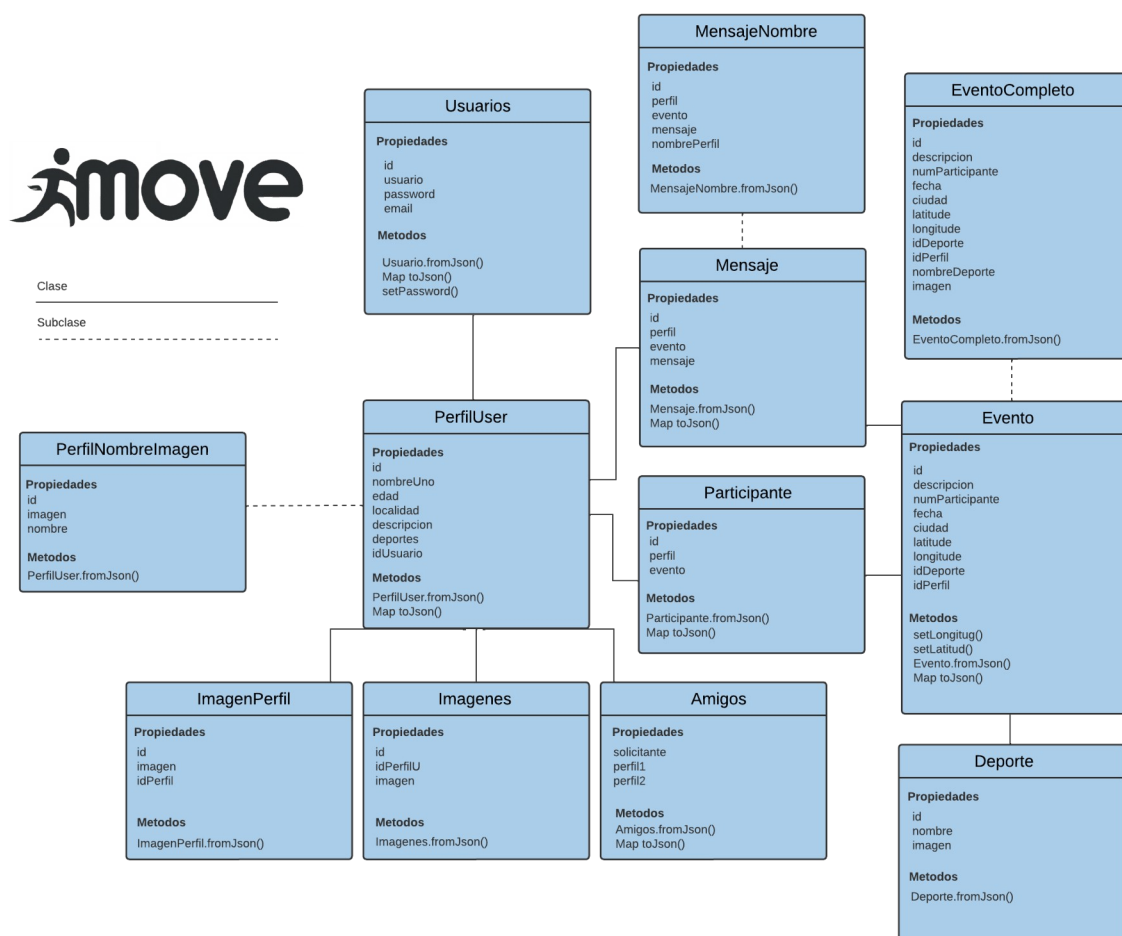 imove
Clase
Subclase
Usuarios
Propiedades
id
usuario
password
email
Metodos
Usuario.fromJson()
Map toJson()
setPassword()
MensajeNombre
Propiedades
id
perfil
evento
mensaje
nombrePerfil
Metodos
MensajeNombre.fromJson()
EventoCompleto
Propiedades
id
descripcion
numParticipante
fecha
ciudad
latitude
longitude
idDeporte
idPerfil
nombreDeporte
imagen
Metodos
EventoCompleto.fromJson()
Mensaje
Propiedades
id
perfil
evento
mensaje
Metodos
Mensaje.fromJson()
Map toJson()
PerfilNombreImagen
Propiedades
id
imagen
nombre
Metodos
PerfilUser.fromJson()
PerfilUser
Propiedades
id
nombreUno
edad
localidad
descripcion
deportes
idUsuario
Metodos
PerfilUser.fromJson()
Map toJson()
Participante
Propiedades
id
perfil
evento
Metodos
Participante.fromJson()
Map toJson()
Evento
Propiedades
id
descripcion
numParticipante
fecha
ciudad
latitude
longitude
idDeporte
idPerfil
Metodos
setLongitug()
setLatitud()
Evento.fromJson()
Map toJson()
ImagenPerfil
Propiedades
id
imagen
idPerfil
Metodos
ImagenPerfil.fromJson()
Imagenes
Propiedades
id
idPerfilU
imagen
Metodos
Imagenes.fromJson()
Amigos
Propiedades
solicitante
perfil1
perfil2
Metodos
Amigos.fromJson()
Map toJson()
Deporte
Propiedades
id
nombre
imagen
Metodos
Deporte.fromJson()